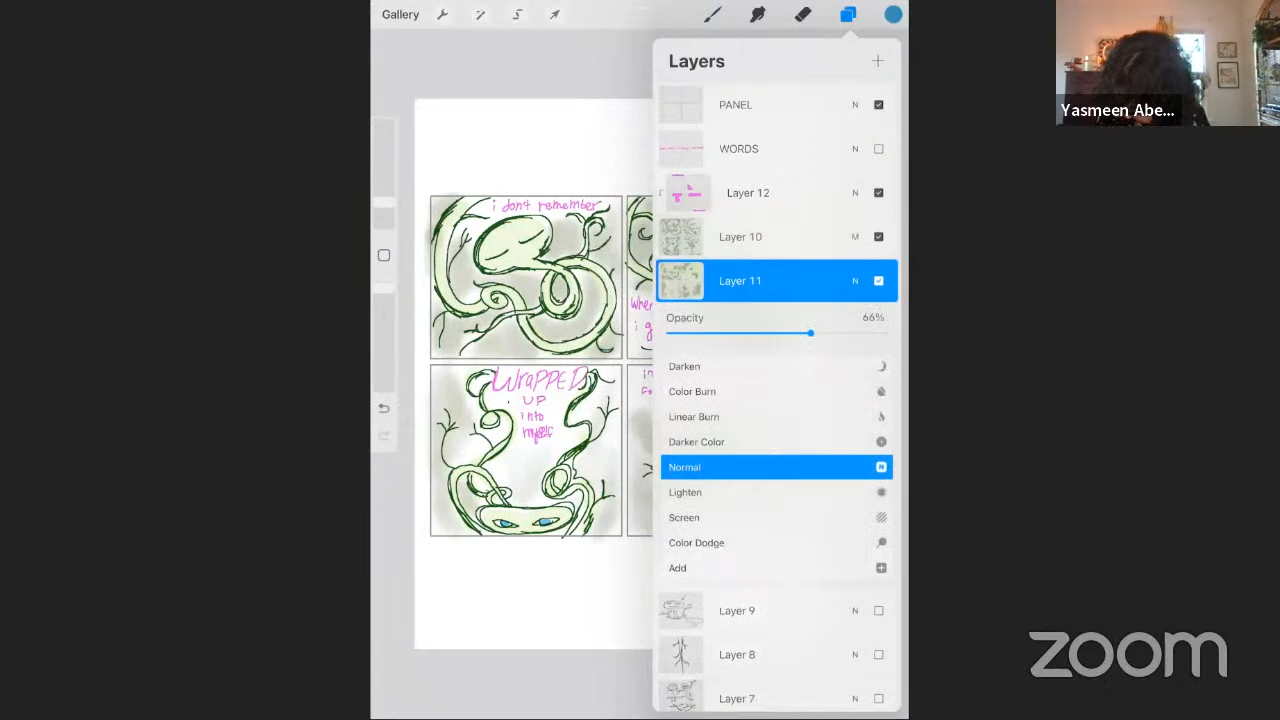 Gallery
Yasmeen Abe...
Layers
PANEL N
WORDS N
Layer 12 N
Layer 10 M
Layer 11 N
Opacity 66%
Darken
Color Burn
Linear Burn
Darker Color
Normal N
Lighten
Screen
Color Dodge
Add
Layer 9 N
Layer 8 N
Layer 7 N
i don't remember
Wher
i g
WRAPPED
UP
into
myself
in
zoom